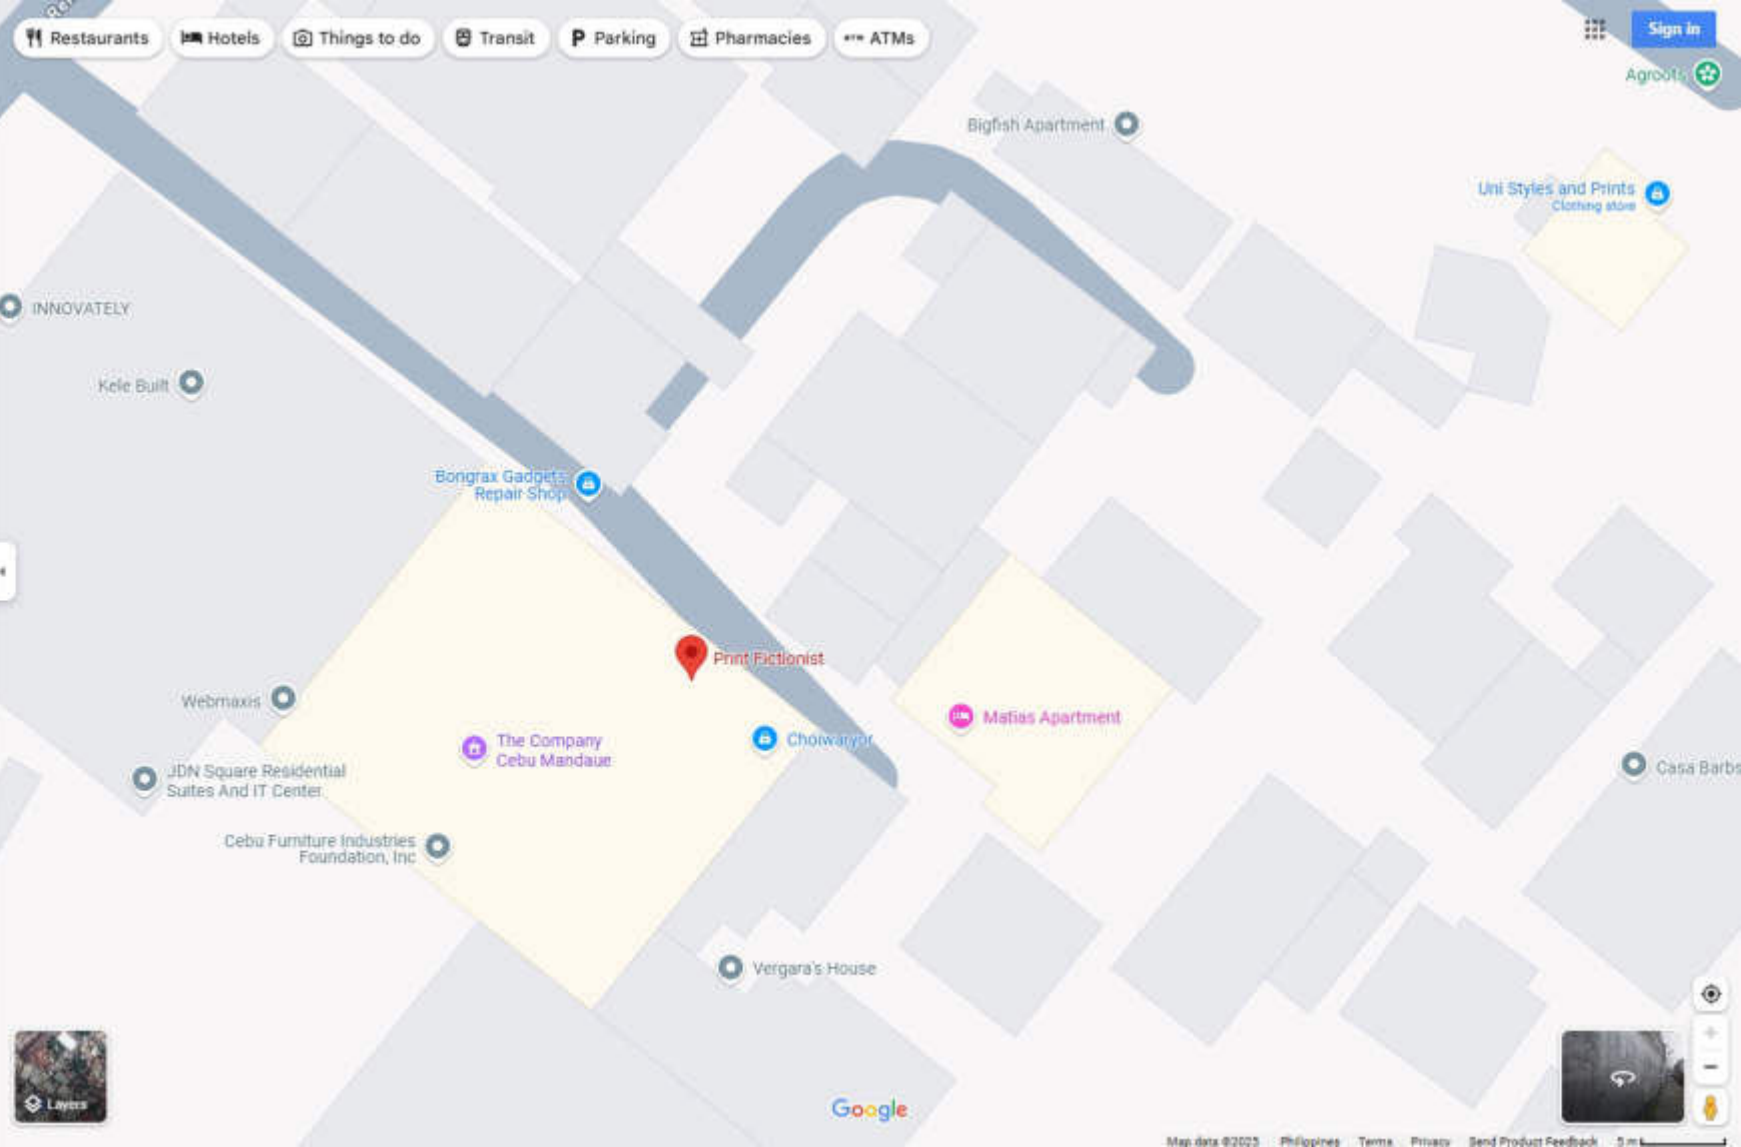 Restaurants
Hotels
Things to do
Transit
Parking
Pharmacies
ATMs
Sign in
Agroots
Bigfish Apartment
Uni Styles and Prints
Clothing store
INNOVATELY
Kele Built
Bongrax Gadgets
Repair Shop
Print Fictionist
Webmaxis
Matias Apartment
The Company
Cebu Mandaue
Choiwaryor
JDN Square Residential
Suites And IT Center
Casa Barbs
Cebu Furniture Industries
Foundation, Inc
Vergara's House
Layers
Google
Map data ©2025 Philippines Terms Privacy Send Product Feedback 5 m